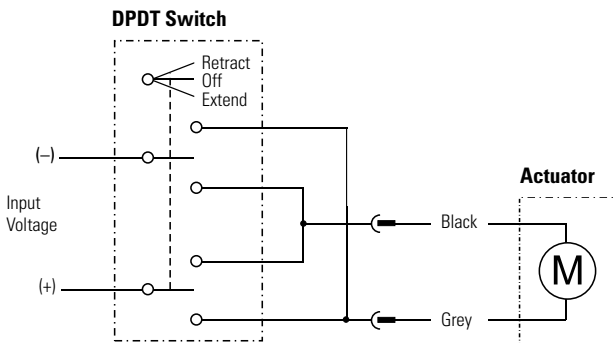 DPDT Switch
Retract
Off
Extend
(–)
Input
Voltage
(+)
Actuator
Black
M
Grey